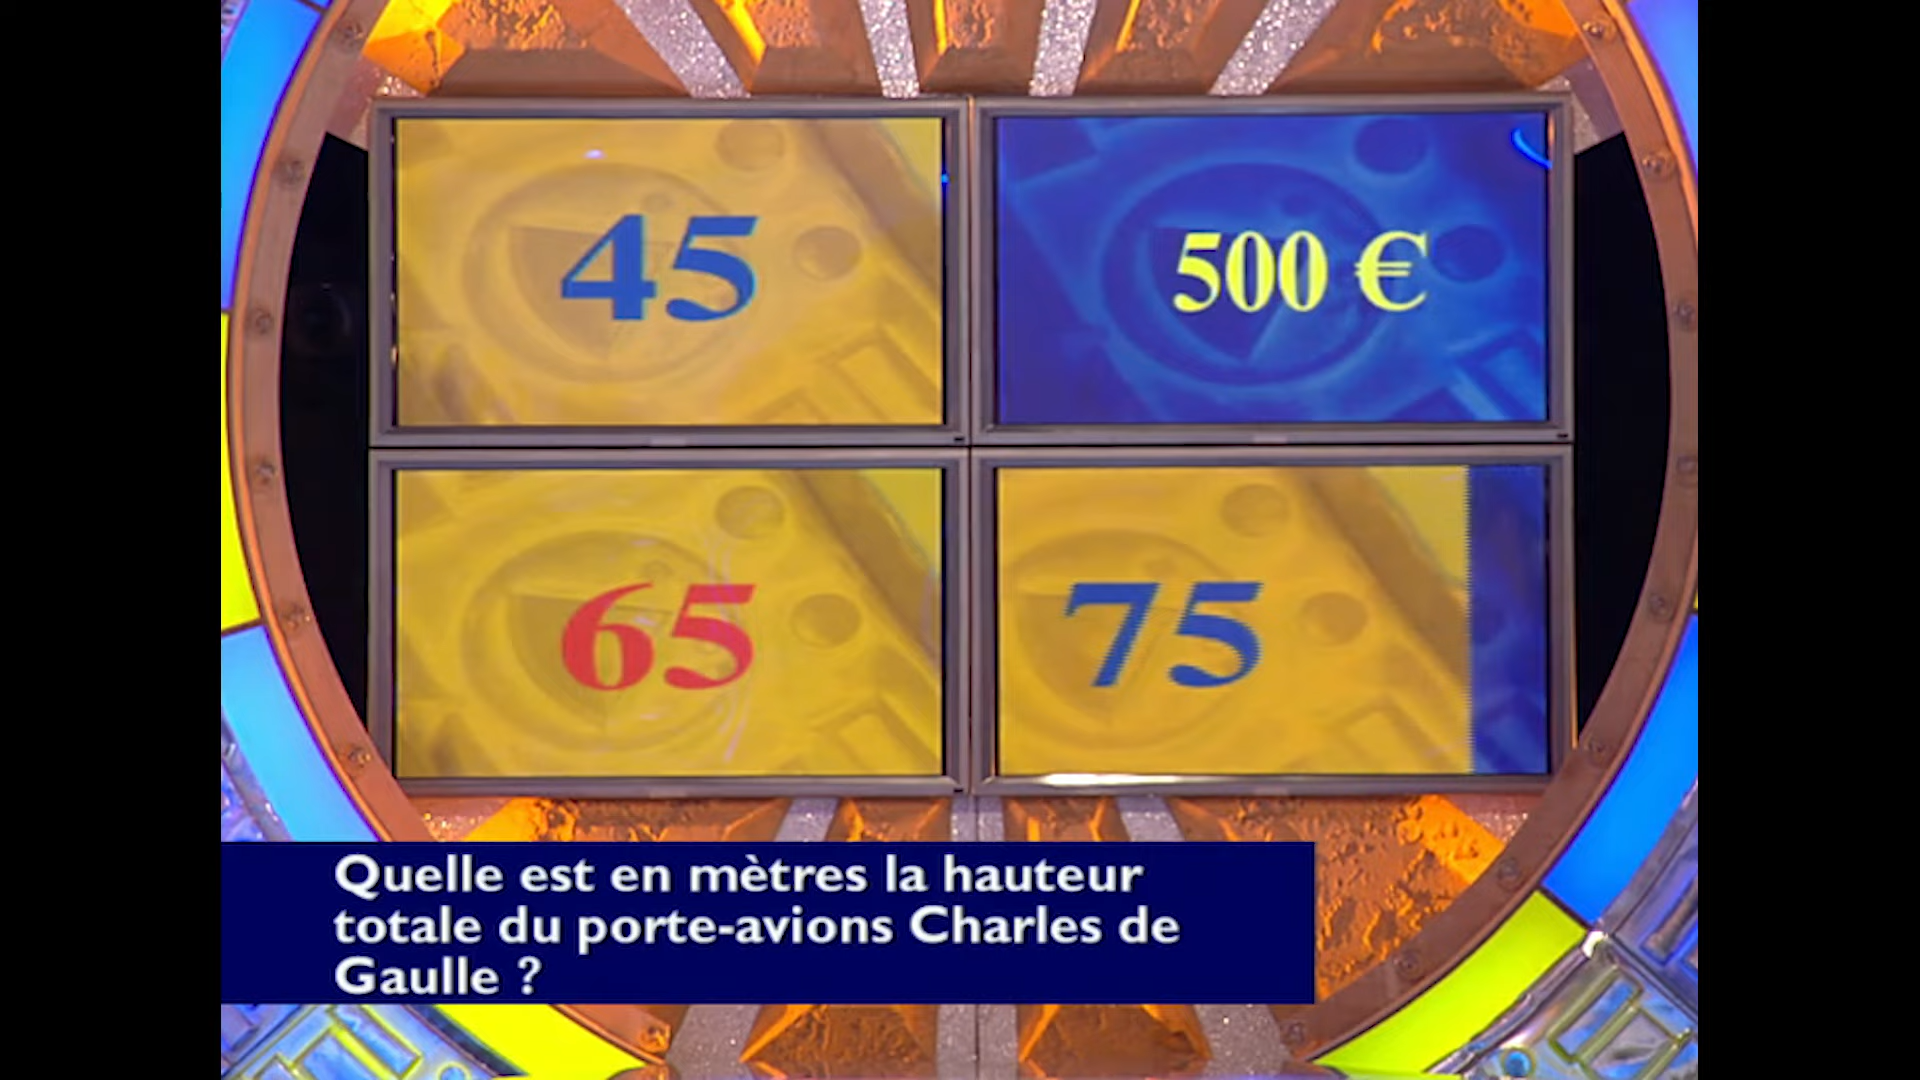 45
500 €
65
75
Quelle est en mètres la hauteur
totale du porte-avions Charles de
Gaulle ?